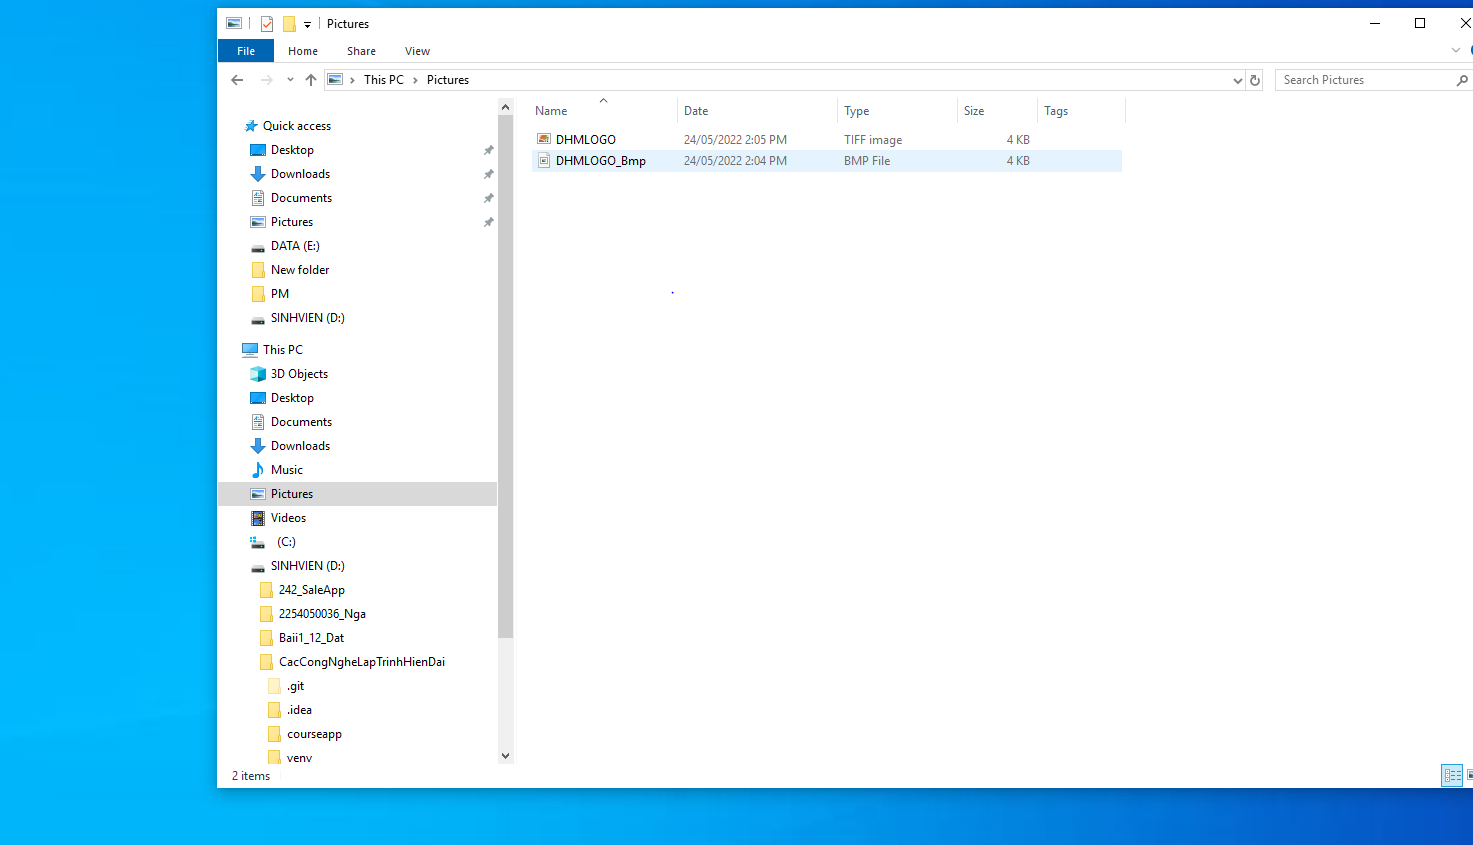 Pictures
File Home Share View
This PC Pictures
Search Pictures
Name Date Type Size Tags
DHMLOGO 24/05/2022 2:05 PM TIFF image 4 KB
DHMLOGO_Bmp 24/05/2022 2:04 PM BMP File 4 KB
Quick access
Desktop
Downloads
Documents
Pictures
DATA (E:)
New folder
PM
SINHVIEN (D:)
This PC
3D Objects
Desktop
Documents
Downloads
Music
Pictures
Videos
(C:)
SINHVIEN (D:)
242_SaleApp
2254050036_Nga
Baii1_12_Dat
CacCongNgheLapTrinhHienDai
.git
.idea
courseapp
venv
2 items